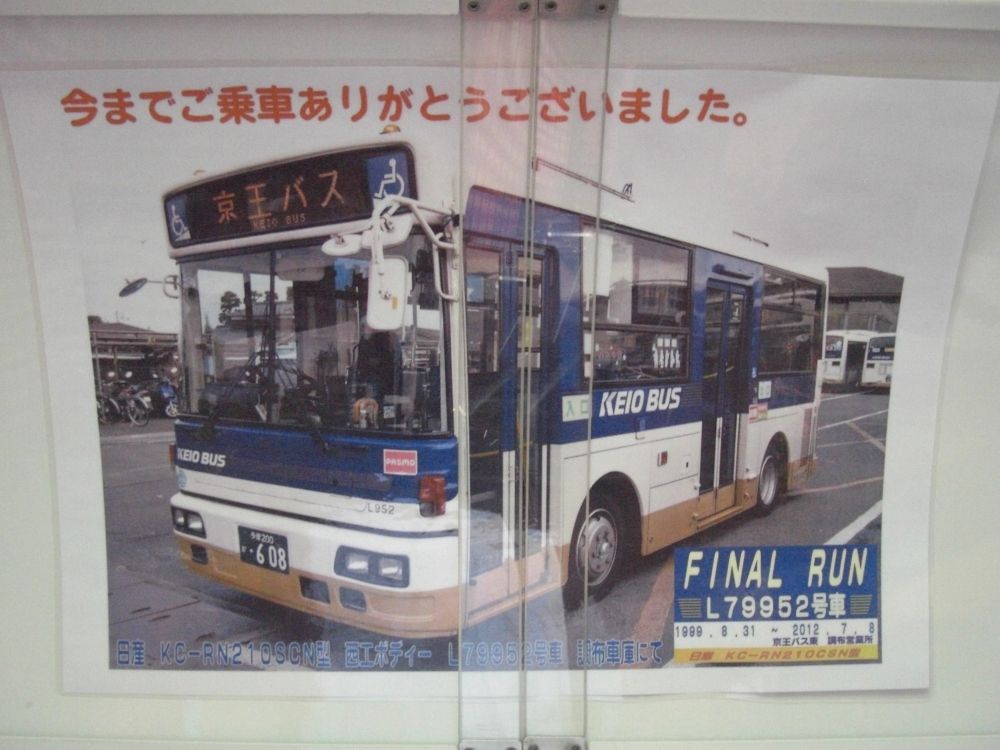 今までご乗車ありがとうございました。
京王バス
KEIO BUS
入口
KEIO BUS
KEIO BUS
PASMO
L952
多摩200
608
FINAL RUN
L79952号車
1999.8.31 ~ 2012.7.8
京王バス東 調布営業所
日産 KC-RN210CSN型
日産 KC-RN210SCN型 西工ボディー L79952号車 調布車庫にて